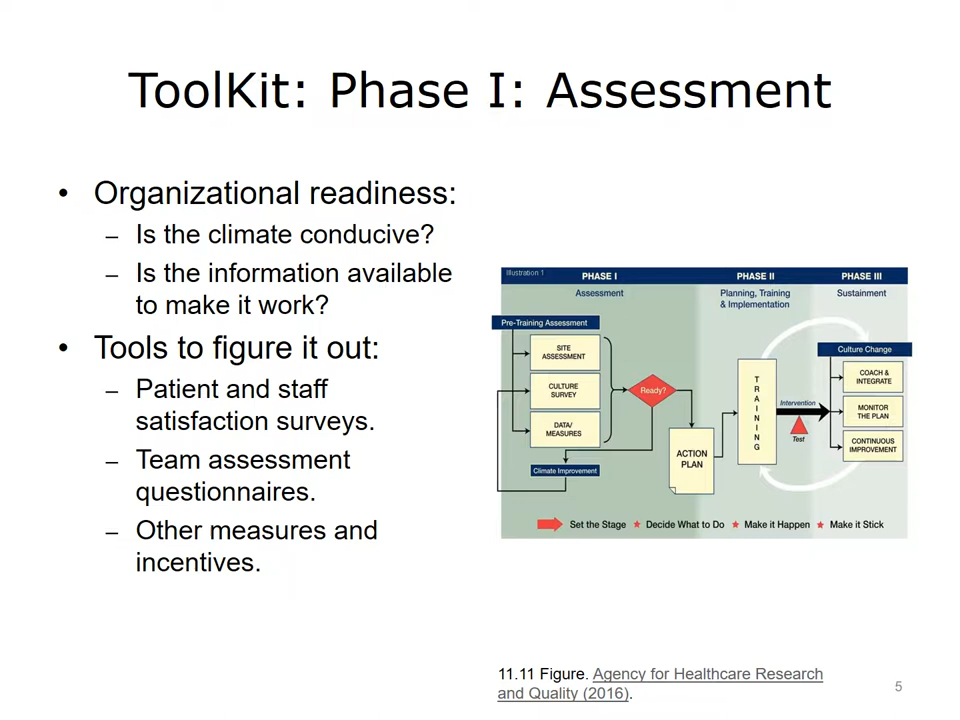 ToolKit: Phase I: Assessment
• Organizational readiness:
– Is the climate conducive?
– Is the information available
to make it work?
• Tools to figure it out:
– Patient and staff
satisfaction surveys.
– Team assessment
questionnaires.
– Other measures and
incentives.
Illustration 1
PHASE I
PHASE II
PHASE III
Assessment
Planning, Training
& Implementation
Sustainment
Pre-Training Assessment
SITE
ASSESSMENT
CULTURE
SURVEY
DATA/
MEASURES
Climate Improvement
Ready?
ACTION
PLAN
T
R
A
I
N
I
N
G
Intervention
Test
Culture Change
COACH &
INTEGRATE
MONITOR
THE PLAN
CONTINUOUS
IMPROVEMENT
Set the Stage ★ Decide What to Do ★ Make it Happen ★ Make it Stick
11.11 Figure. Agency for Healthcare Research
and Quality (2016).
5